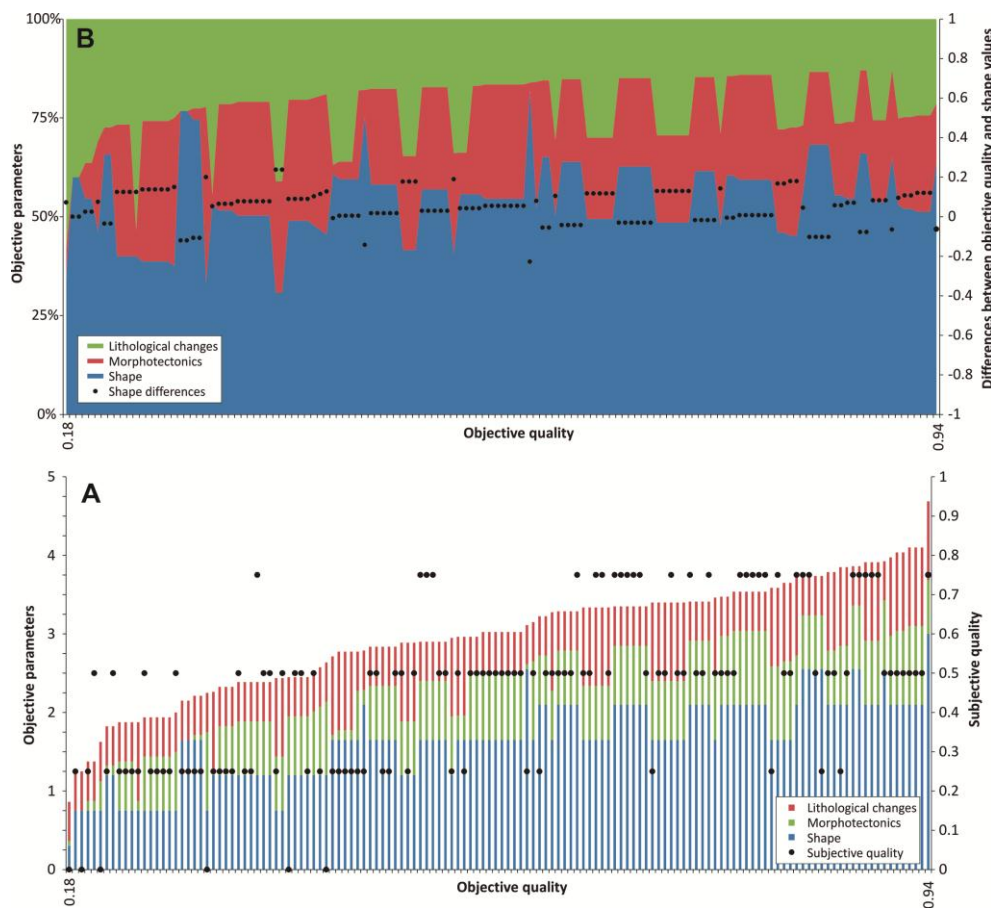 B
100%
75%
50%
25%
0%
Objective parameters
1
0.8
0.6
0.4
0.2
0
-0.2
-0.4
-0.6
-0.8
-1
Differences between objective quality and shape values
Lithological changes
Morphotectonics
Shape
Shape differences
0.18
Objective quality
0.94
A
5
4
3
2
1
0
Objective parameters
1
0.9
0.8
0.7
0.6
0.5
0.4
0.3
0.2
0.1
0
Subjective quality
Lithological changes
Morphotectonics
Shape
Subjective quality
0.18
Objective quality
0.94